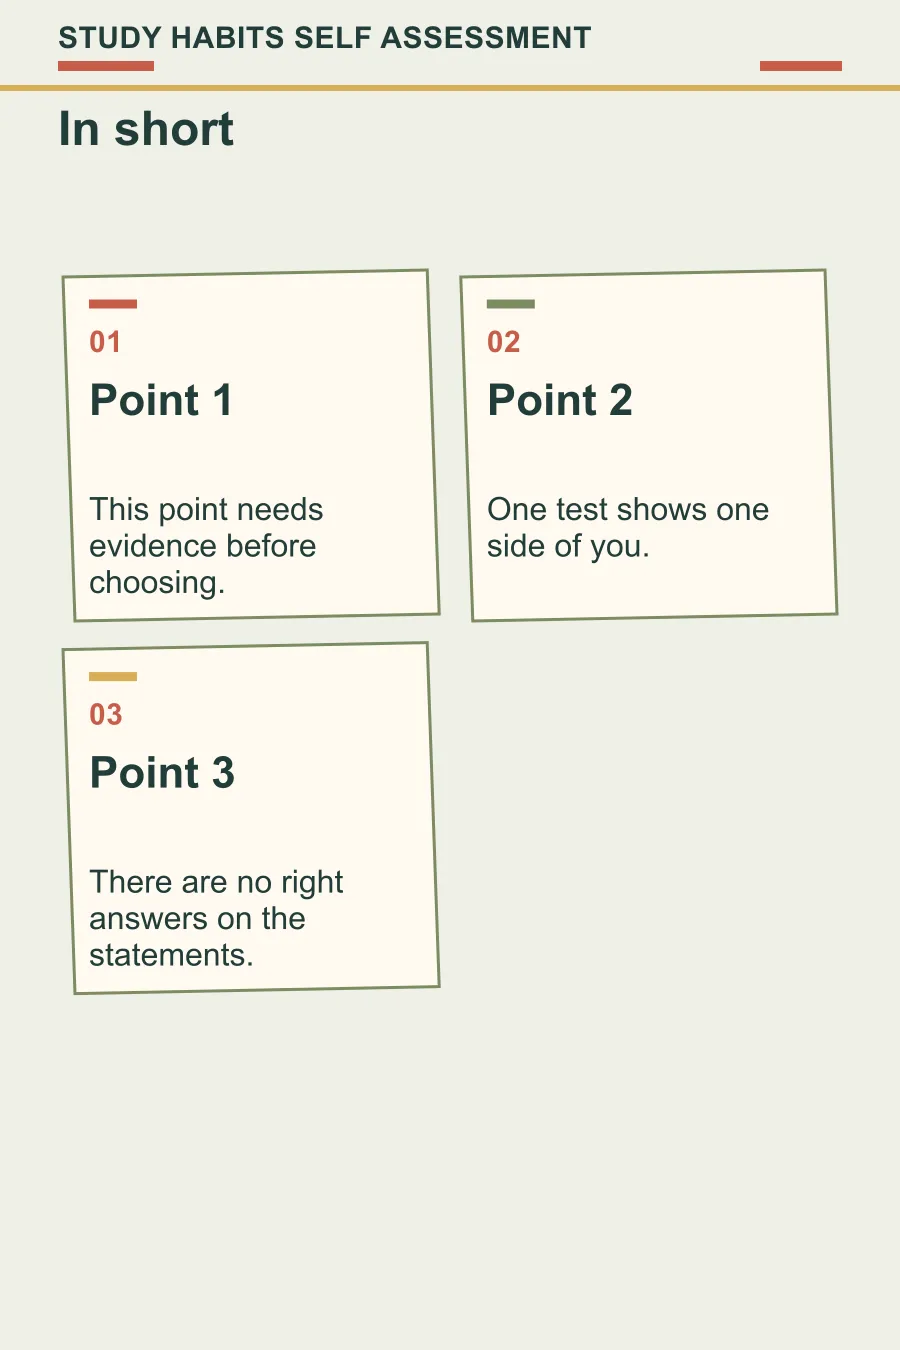 STUDY HABITS SELF ASSESSMENT
In short
01
Point 1
This point needs
evidence before
choosing.
02
Point 2
One test shows one
side of you.
03
Point 3
There are no right
answers on the
statements.